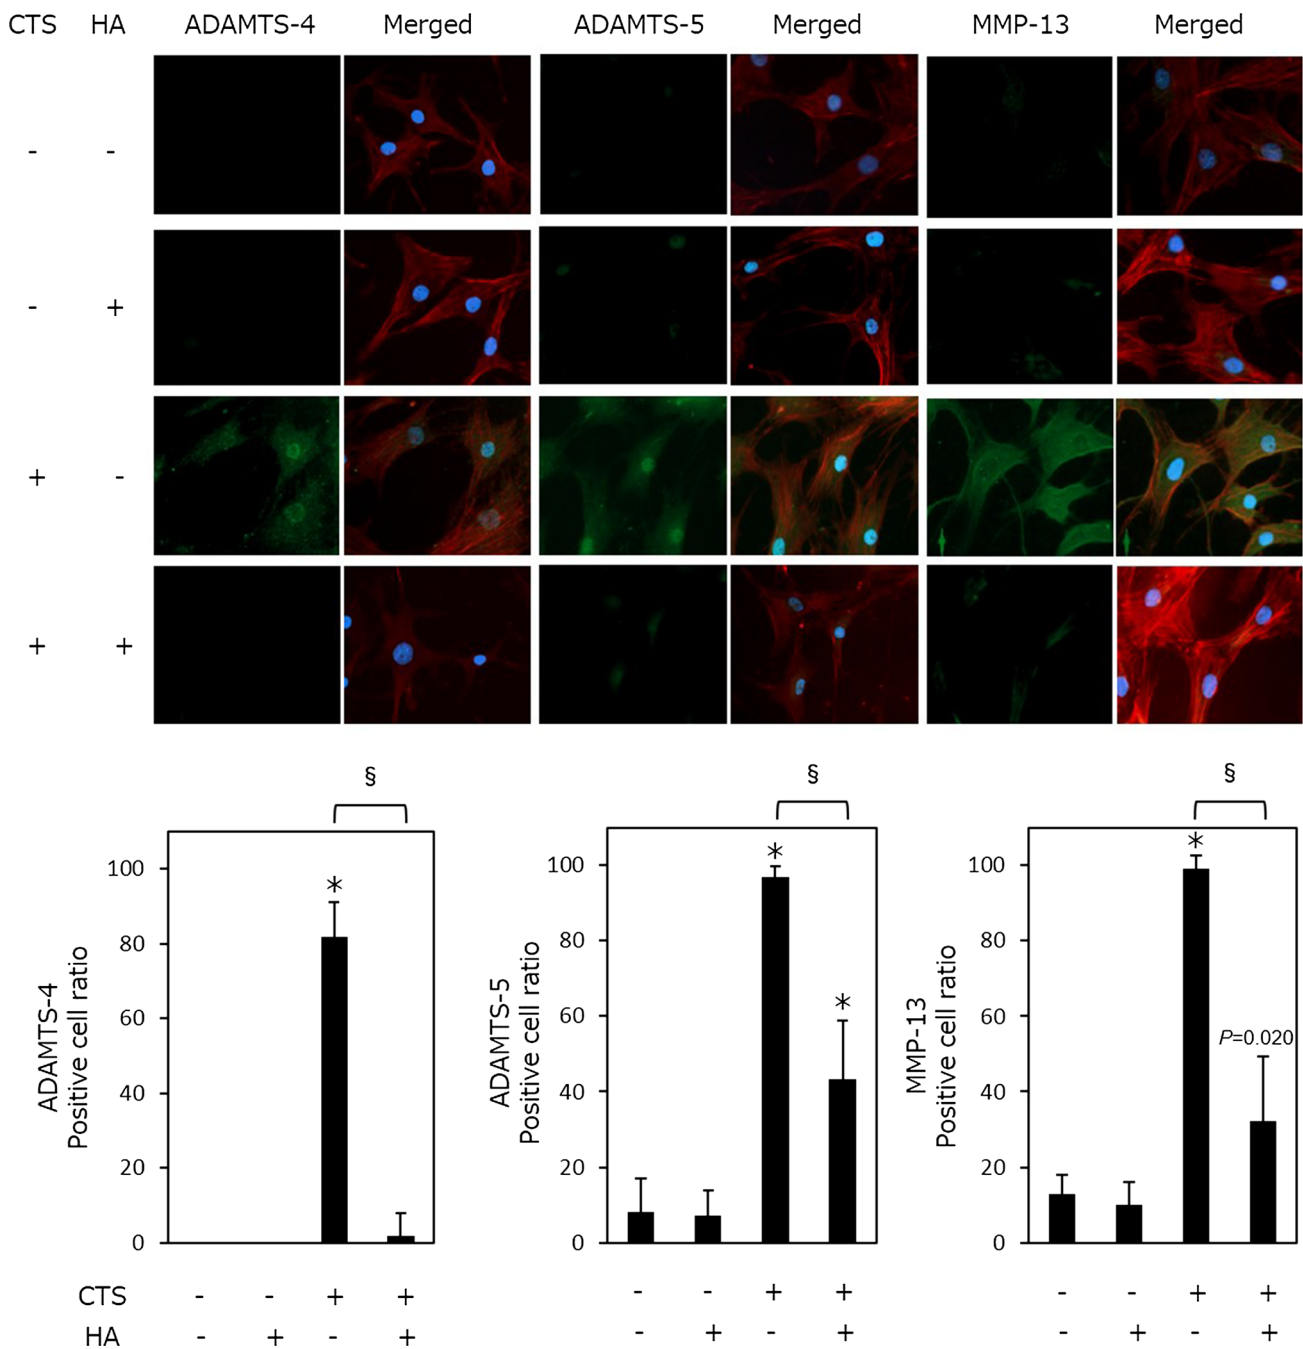 CTS HA ADAMTS-4 Merged ADAMTS-5 Merged MMP-13 Merged
- -
- +
+ -
+ +
§ § §
ADAMTS-4
Positive cell ratio
100
80
60
40
20
0
*
ADAMTS-5
Positive cell ratio
100
80
60
40
20
0
*
*
MMP-13
Positive cell ratio
100
80
60
40
20
0
*
P=0.020
CTS - - + + - - + + - - + +
HA - + - + - + - + - + - +